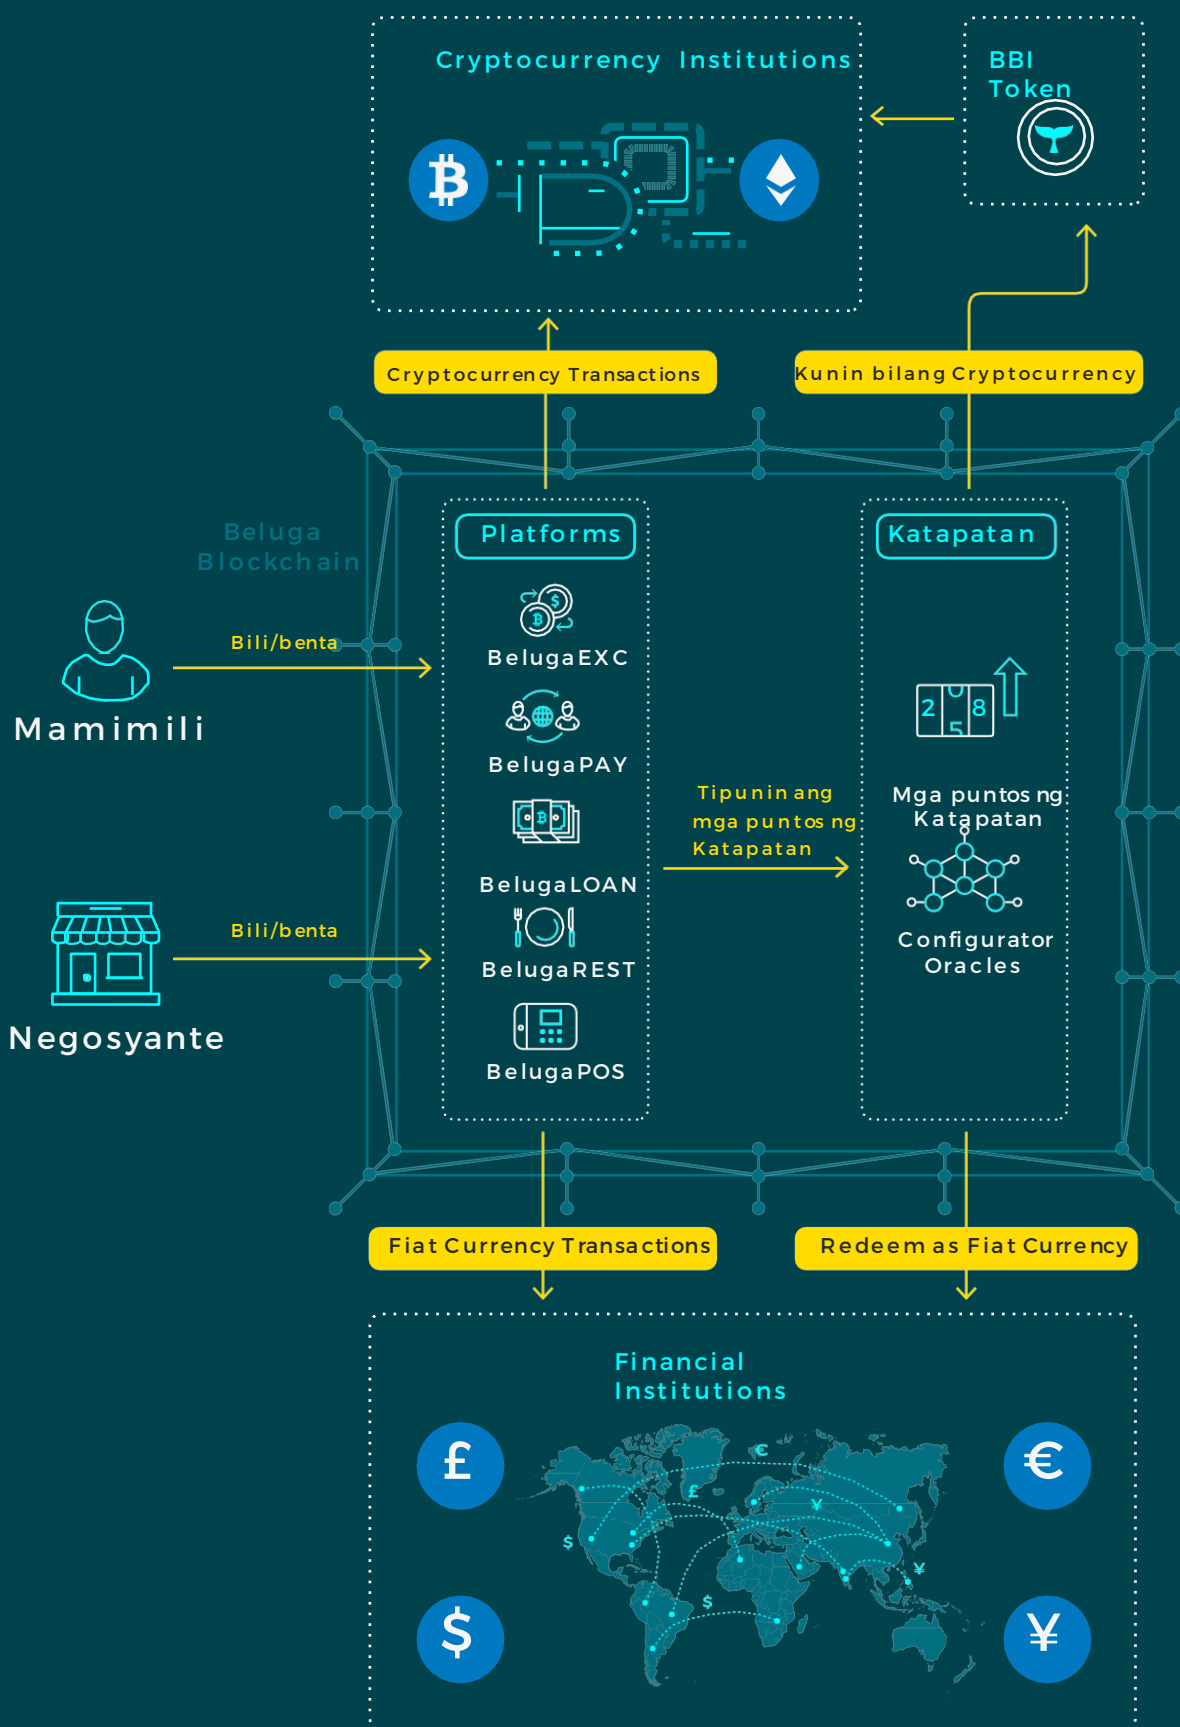 Cryptocurrency Institutions
BBI
Token
Cryptocurrency Transactions
Kunin bilang Cryptocurrency
Beluga
Blockchain
Platforms
Katapatan
Bili/benta
Mamimili
BelugaEXC
BelugaPAY
2 0 5 8
Tipunin ang
mga puntos ng
Katapatan
Mga puntos ng
Katapatan
BelugaLOAN
Bili/benta
Negosyante
BelugaREST
Configurator
Oracles
BelugaPOS
Fiat Currency Transactions
Redeem as Fiat Currency
Financial
Institutions
£
€
€
£
¥
$
¥
$
$
¥